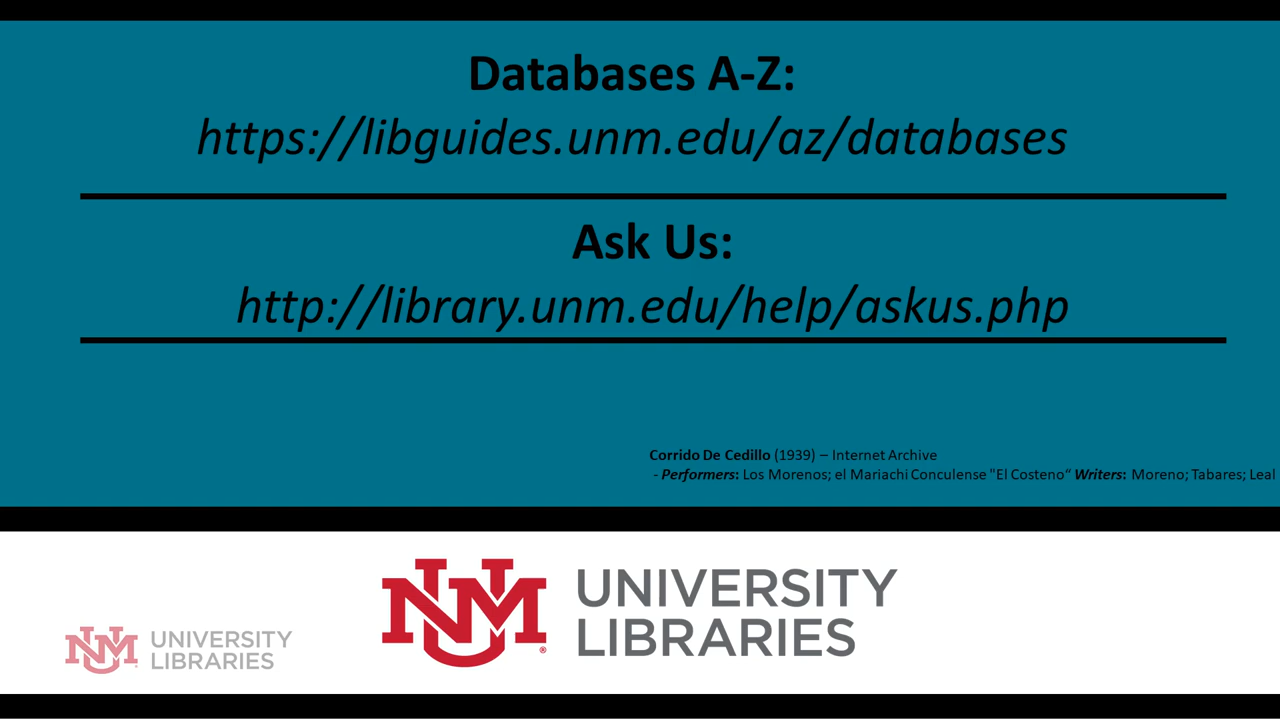 Databases A-Z:
https://libguides.unm.edu/az/databases
Ask Us:
http://library.unm.edu/help/askus.php
Corrido De Cedillo (1939) – Internet Archive
- Performers: Los Morenos; el Mariachi Conculense "El Costeno“ Writers: Moreno; Tabares; Leal
UNM® UNIVERSITY
LIBRARIES
UNM UNIVERSITY
LIBRARIES